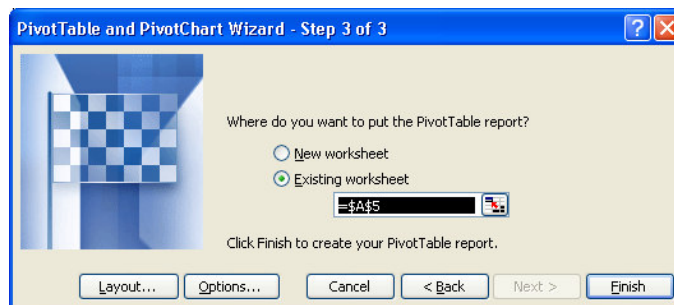 PivotTable and PivotChart Wizard - Step 3 of 3
Where do you want to put the PivotTable report?
New worksheet
Existing worksheet
=$A$5
Click Finish to create your PivotTable report.
Layout... Options... Cancel < Back Next > Finish